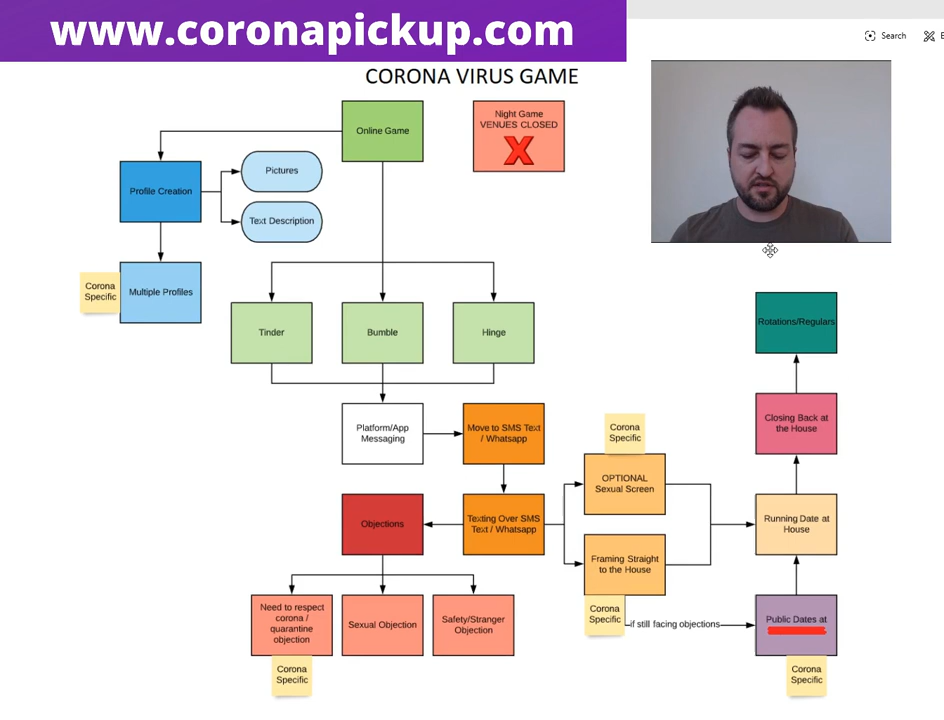 www.coronapickup.com
Search
CORONA VIRUS GAME
Online Game
Night Game
VENUES CLOSED
X
Profile Creation
Pictures
Text Description
Corona
Specific
Multiple Profiles
Tinder
Bumble
Hinge
Rotations/Regulars
Platform/App
Messaging
Move to SMS Text
/ Whatsapp
Corona
Specific
Closing Back at
the House
OPTIONAL
Sexual Screen
Objections
Texting Over SMS
Text / Whatsapp
Running Date at
House
Framing Straight
to the House
Need to respect
corona /
quarantine
objection
Sexual Objection
Safety/Stranger
Objection
Corona
Specific
if still facing objections
Public Dates at
Corona
Specific
Corona
Specific